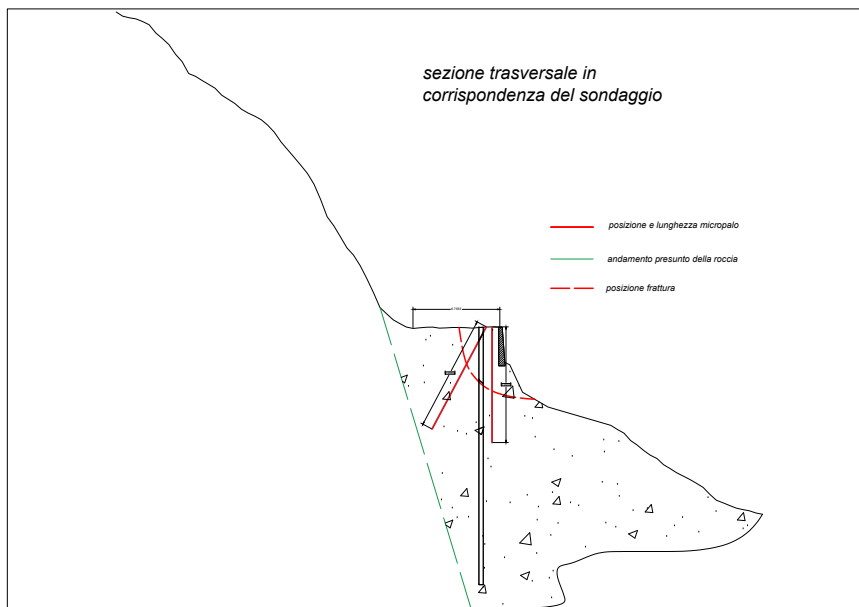 sezione trasversale in
corrispondenza del sondaggio
posizione e lunghezza micropalo
andamento presunto della roccia
posizione frattura